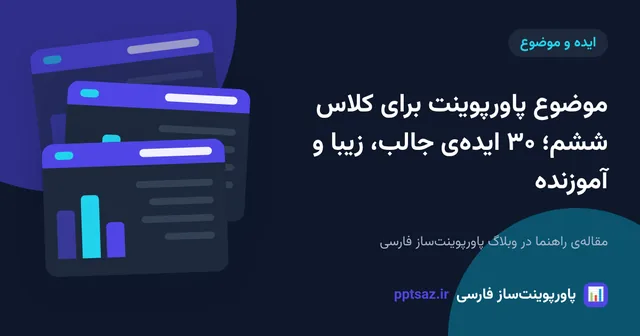 ایده و موضوع
موضوع پاورپوینت برای کلاس
ششم؛ ۳۰ ایده‌ی جالب، زیبا و
آموزنده
مقاله‌ی راهنما در وبلاگ پاورپوینت‌ساز فارسی
پاورپوینت‌ساز فارسی pptsaz.ir